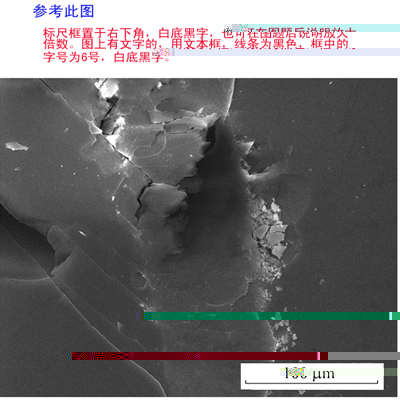 参考此图
标尺框置于右下角，白底黑字，也可在图题后说明放大
倍数。图上有文字的，用文本框，线条为黑色，框中的
字号为6号，白底黑字。
μm